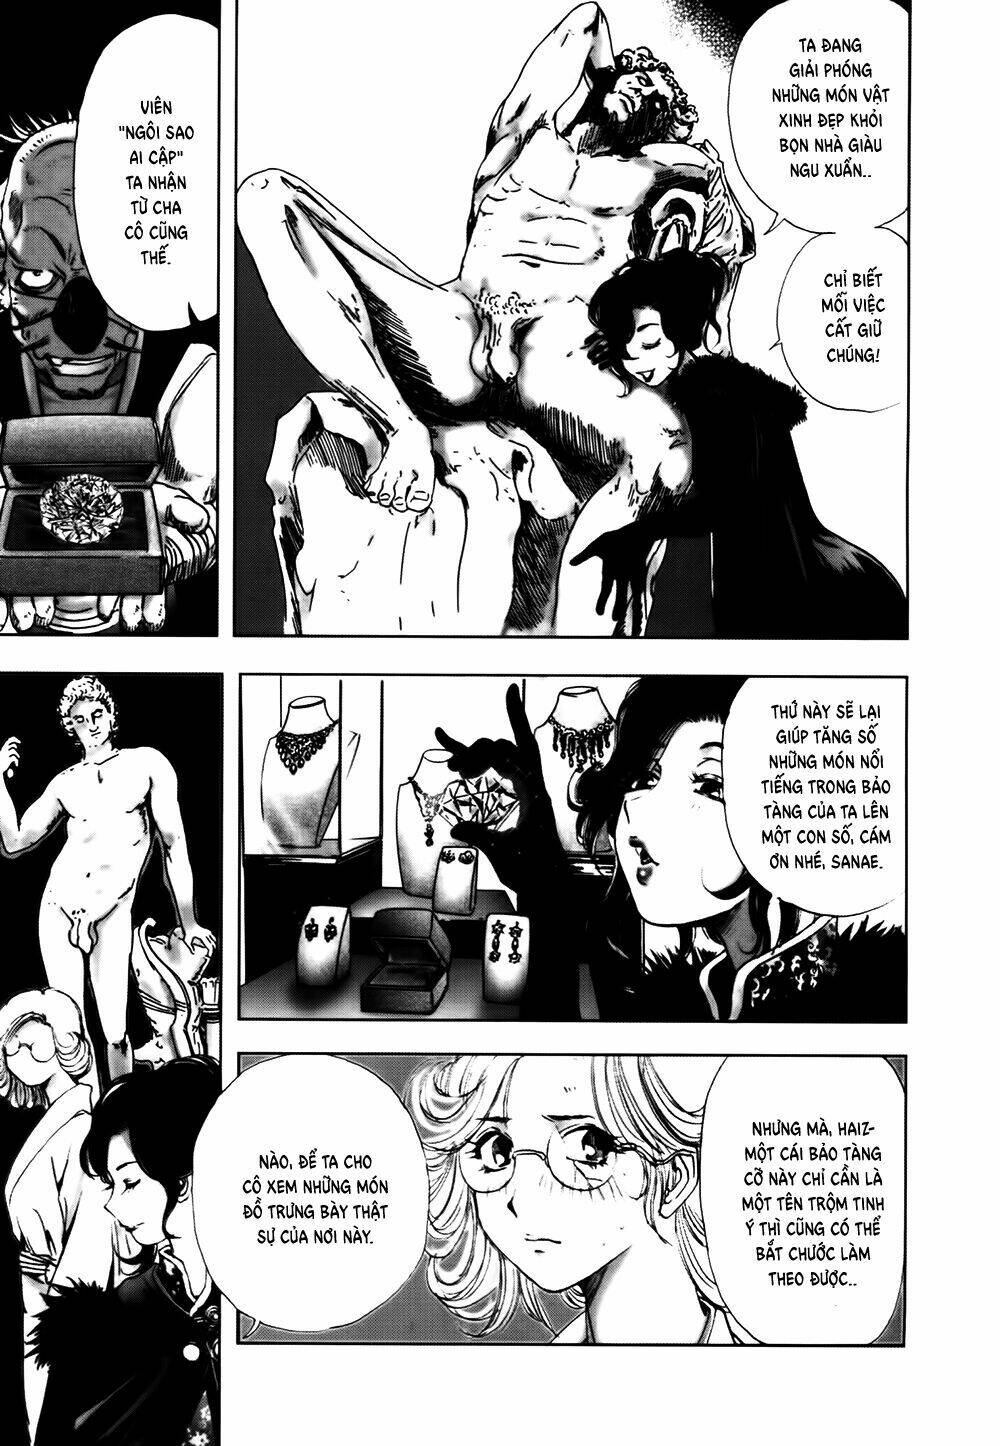 TA ĐANG
GIẢI PHÓNG
NHỮNG MÓN VẬT
XINH ĐẸP KHỎI
BỌN NHÀ GIÀU
NGU XUẨN..
CHỈ BIẾT
MỖI VIỆC
CẤT GIỮ
CHÚNG!
VIÊN
"NGÔI SAO
AI CẬP"
TA NHẬN
TỪ CHA
CÔ CŨNG
THẾ.
THỨ NÀY SẼ LẠI
GIÚP TĂNG SỐ
NHỮNG MÓN NỔI
TIẾNG TRONG BẢO
TÀNG CỦA TA LÊN
MỘT CON SỐ, CÁM
ƠN NHÉ, SANAE.
NHƯNG MÀ, HAIZ-
MỘT CÁI BẢO TÀNG
CỠ NÀY CHỈ CẦN LÀ
MỘT TÊN TRỘM TINH
Ý THÌ CŨNG CÓ THỂ
BẮT CHƯỚC LÀM
THEO ĐƯỢC..
NÀO, ĐỂ TA CHO
CÔ XEM NHỮNG MÓN
ĐỒ TRƯNG BÀY THẬT
SỰ CỦA NƠI NÀY.